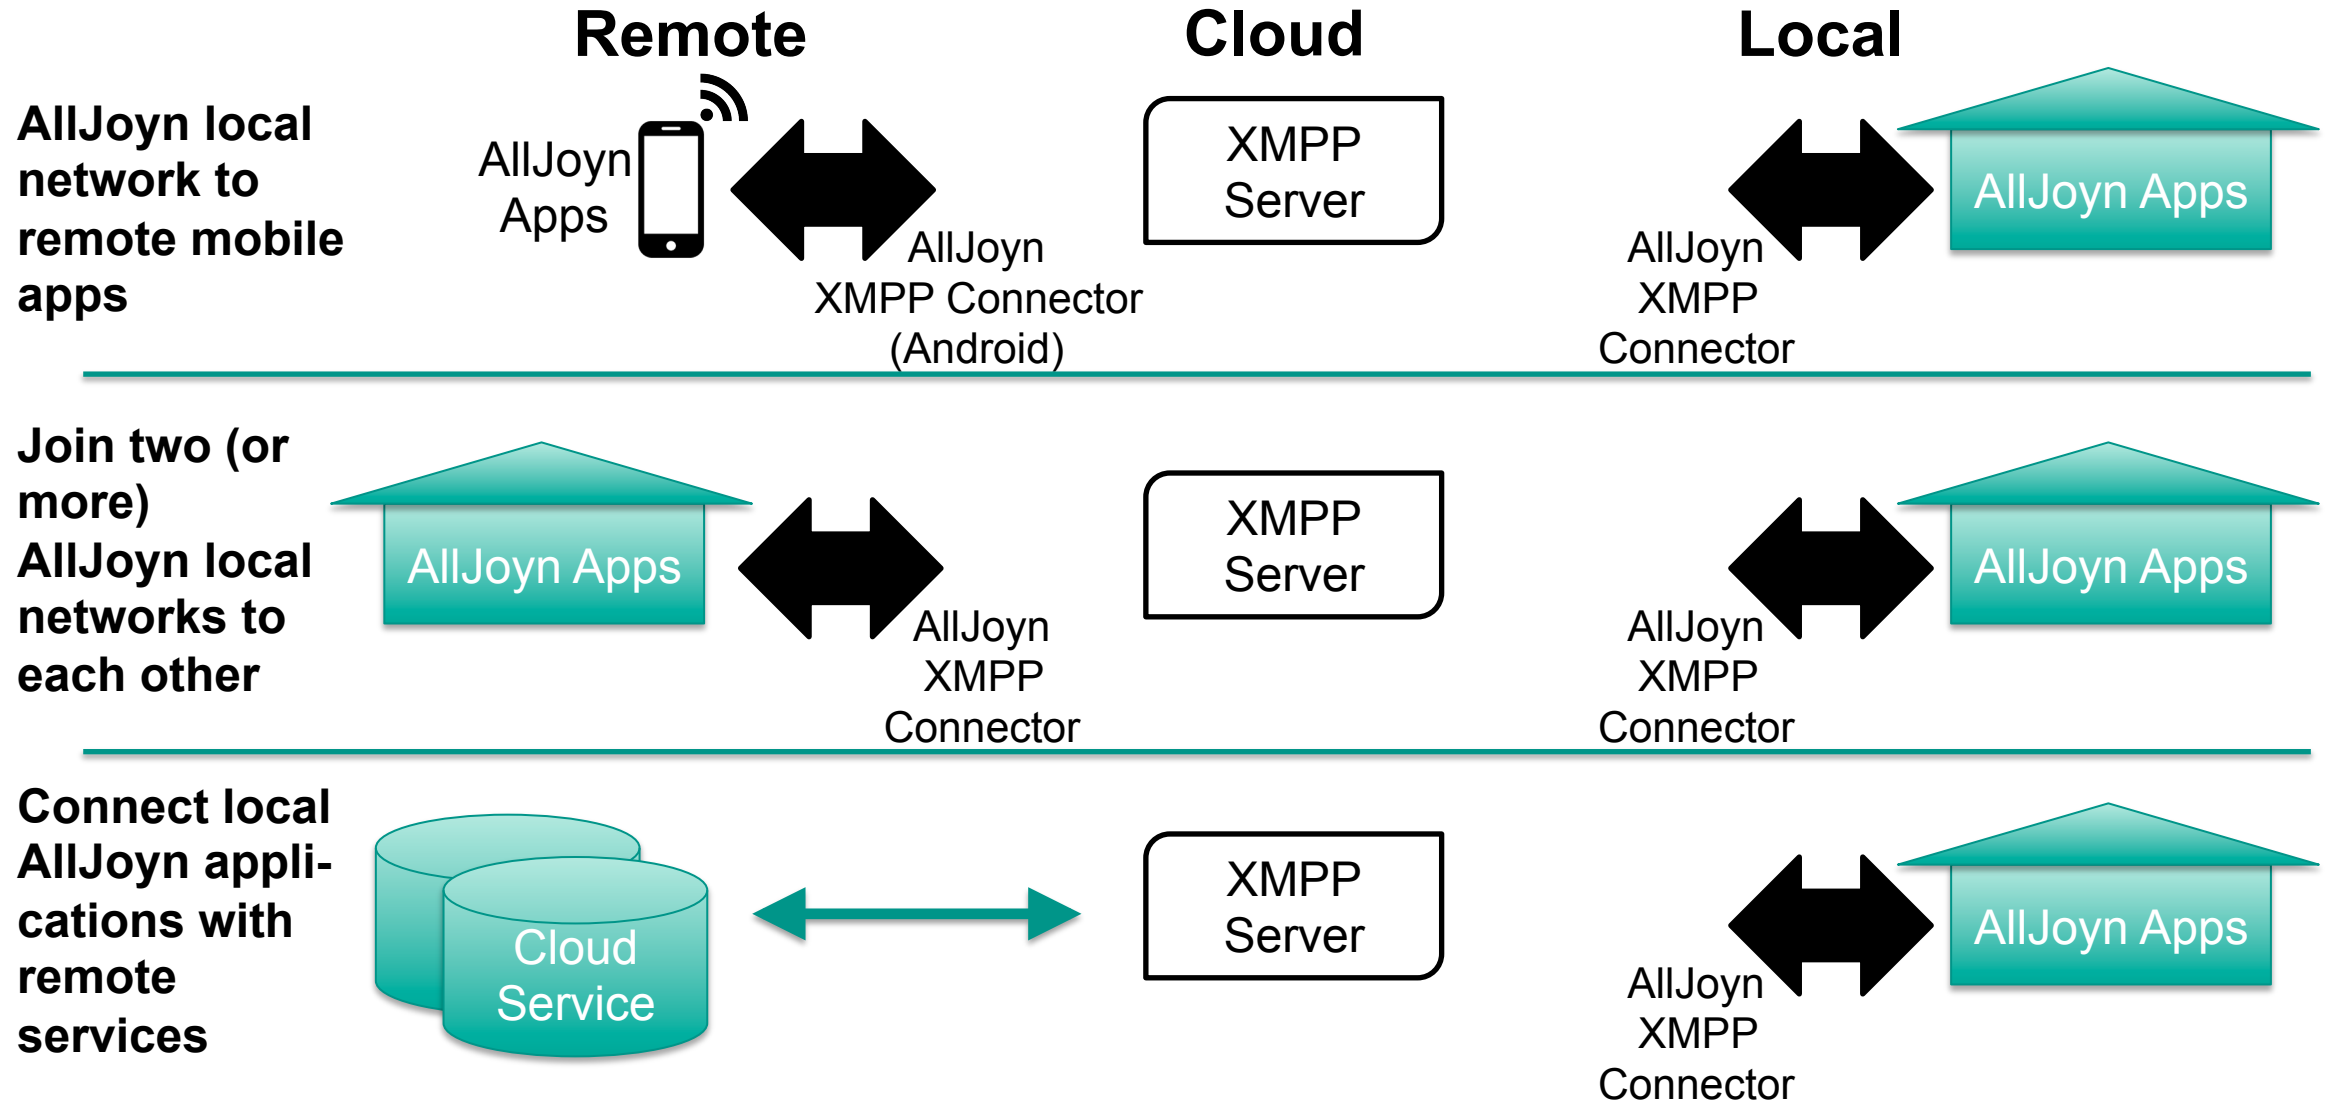 Remote
Cloud
Local
AllJoyn local
network to
remote mobile
apps
AllJoyn
Apps
AllJoyn
XMPP Connector
(Android)
XMPP
Server
AllJoyn
XMPP
Connector
AllJoyn Apps
Join two (or
more)
AllJoyn local
networks to
each other
AllJoyn Apps
AllJoyn
XMPP
Connector
XMPP
Server
AllJoyn
XMPP
Connector
AllJoyn Apps
Connect local
AllJoyn appli-
cations with
remote
services
Cloud
Service
XMPP
Server
AllJoyn
XMPP
Connector
AllJoyn Apps